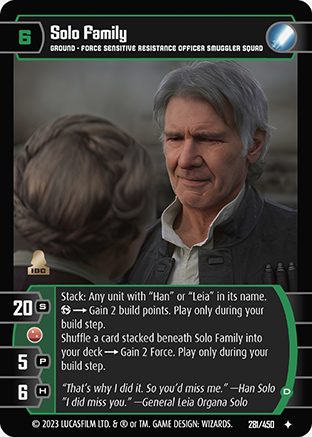 6 Solo Family
GROUND • FORCE SENSITIVE RESISTANCE OFFICER SMUGGLER SQUAD
IDC
20 S
5 P
6 H
Stack: Any unit with “Han” or “Leia” in its name.
→ Gain 2 build points. Play only during your
build step.
Shuffle a card stacked beneath Solo Family into
your deck → Gain 2 Force. Play only during your
build step.
“That’s why I did it. So you’d miss me.” —Han Solo
“I did miss you.” —General Leia Organa Solo
D
© 2023 LUCASFILM LTD. & ® or TM. GAME DESIGN: WIZARDS. 281/450